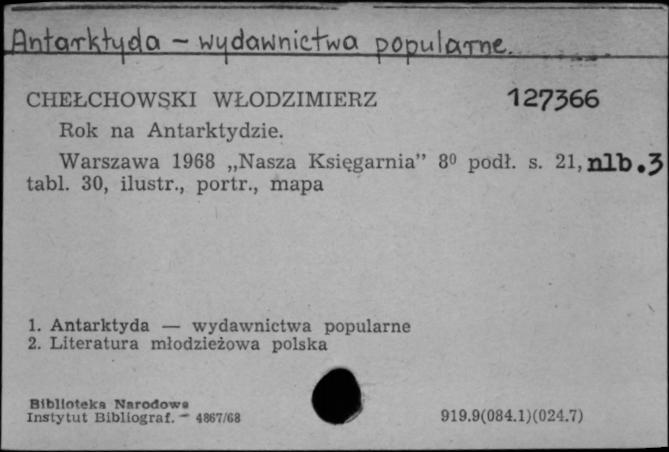 Antarktyda – wydawnictwa popularne.
CHEŁCHOWSKI WŁODZIMIERZ 127366
Rok na Antarktydzie.
Warszawa 1968 „Nasza Księgarnia” 8⁰ podł. s. 21, nlb.3
tabl. 30, ilustr., portr., mapa
1. Antarktyda — wydawnictwa popularne
2. Literatura młodzieżowa polska
Biblioteka Narodowa
Instytut Bibliograf. – 4867/68 919.9(084.1)(024.7)